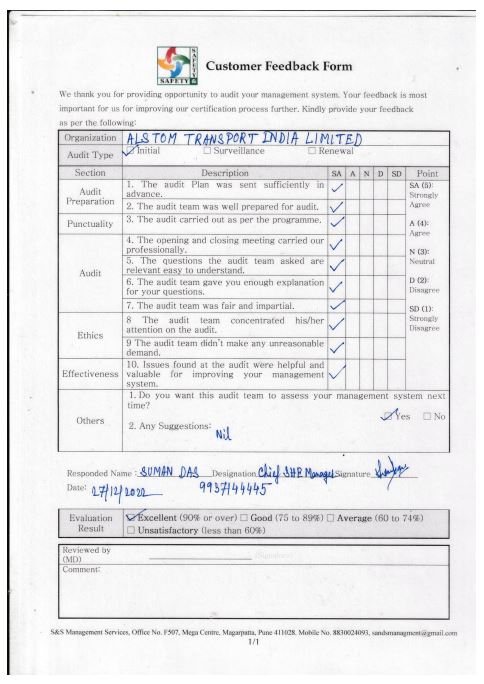 SAFETY
SAFETY
Customer Feedback Form
We thank you for providing opportunity to audit your management system. Your feedback is most
important for us for improving our certification process further. Kindly provide your feedback
as per the following:
Organization ALSTOM TRANSPORT INDIA LIMITED
Audit Type ☑ Initial ☐ Surveillance ☐ Renewal
Section Description SA A N D SD Point
Audit Preparation
1. The audit Plan was sent sufficiently in
advance. ✓
2. The audit team was well prepared for audit. ✓
Punctuality 3. The audit carried out as per the programme. ✓
Audit
4. The opening and closing meeting carried our
professionally. ✓
5. The questions the audit team asked are
relevant easy to understand. ✓
6. The audit team gave you enough explanation
for your questions. ✓
7. The audit team was fair and impartial. ✓
Ethics
8 The audit team concentrated his/her
attention on the audit. ✓
9 The audit team didn't make any unreasonable
demand. ✓
Effectiveness
10. Issues found at the audit were helpful and
valuable for improving your management
system. ✓
SA (5):
Strongly
Agree
A (4):
Agree
N (3):
Neutral
D (2):
Disagree
SD (1):
Strongly
Disagree
Others
1. Do you want this audit team to assess your management system next
time?
☑ Yes ☐ No
2. Any Suggestions:
Nil
Responded Name : SUMAN DAS Designation Chief SHE Manager Signature
Date: 27/12/2022 9937144445
Evaluation Result
☑ Excellent (90% or over) ☐ Good (75 to 89%) ☐ Average (60 to 74%)
☐ Unsatisfactory (less than 60%)
Reviewed by
(MD) (Signature)
Comment:
S&S Management Services, Office No. F507, Mega Centre, Magarpatta, Pune 411028, Mobile No. 8830024093, sandsmanagment@gmail.com
1/1